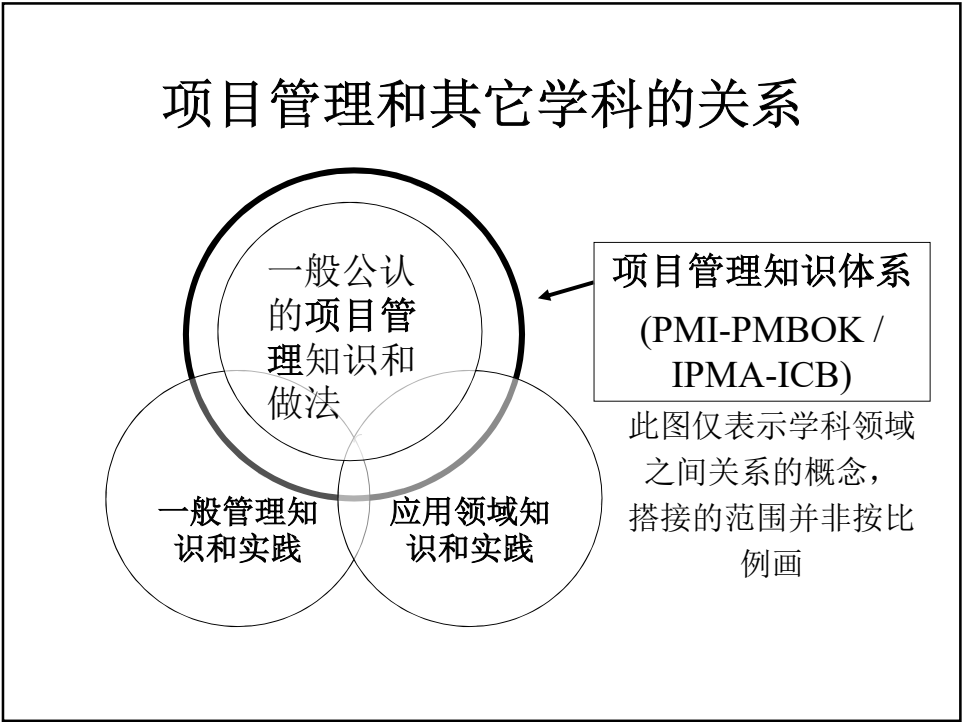 项目管理和其它学科的关系
一般公认
的项目管
理知识和
做法
项目管理知识体系
(PMI-PMBOK /
IPMA-ICB)
此图仅表示学科领域
之间关系的概念，
搭接的范围并非按比
例画
一般管理知
识和实践
应用领域知
识和实践